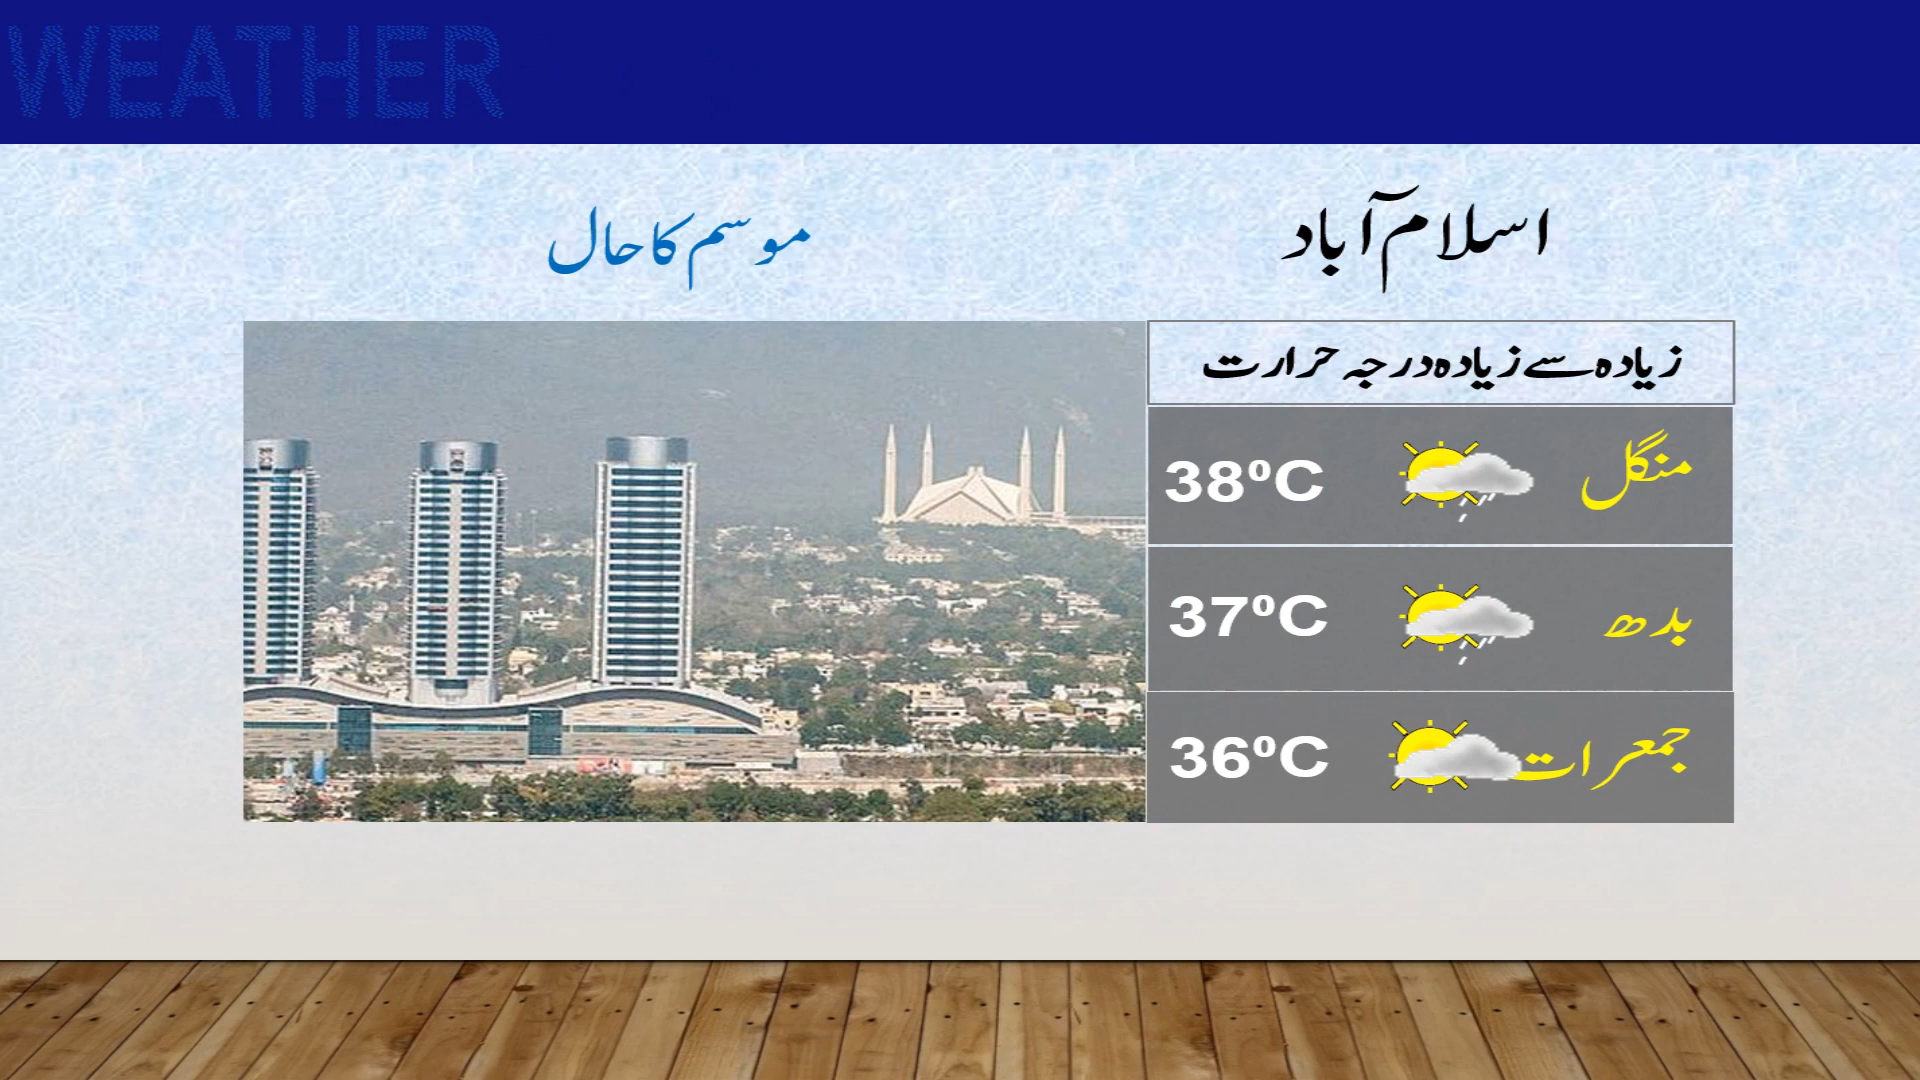 WEATHER
اسلام آباد
موسم کا حال
زیادہ سے زیادہ درجہ حرارت
منگل 38ºC
بدھ 37ºC
جمعرات 36ºC